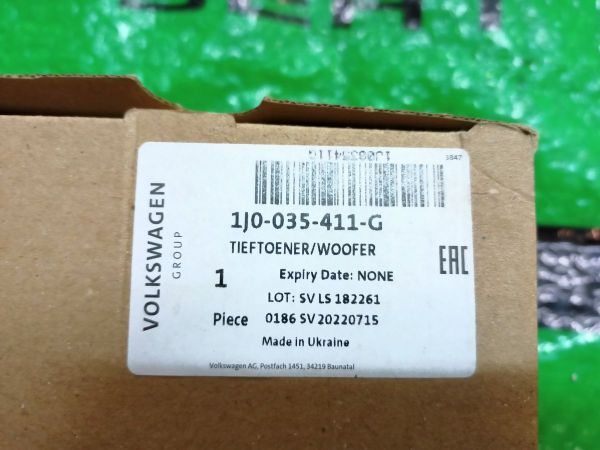 1J0035411G
3847
1J0-035-411-G
TIEFTOENER/WOOFER
VOLKSWAGEN
GROUP
EAC
1 Expiry Date: NONE
LOT: SV LS 182261
Piece 0186 SV 20220715
Made in Ukraine
Volkswagen AG, Postfach 1451, 34219 Baunatal